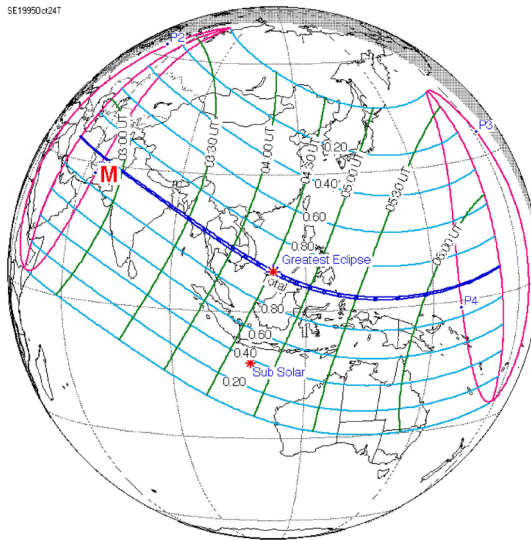 SE1995Oct24T
P2
P3
03:00 UT
03:30 UT
04:00 UT
04:30 UT
05:00 UT
05:30 UT
06:00 UT
0.20
0.40
M
0.60
0.80
Greatest Eclipse
Total
P4
0.80
0.60
0.40
Sub Solar
0.20